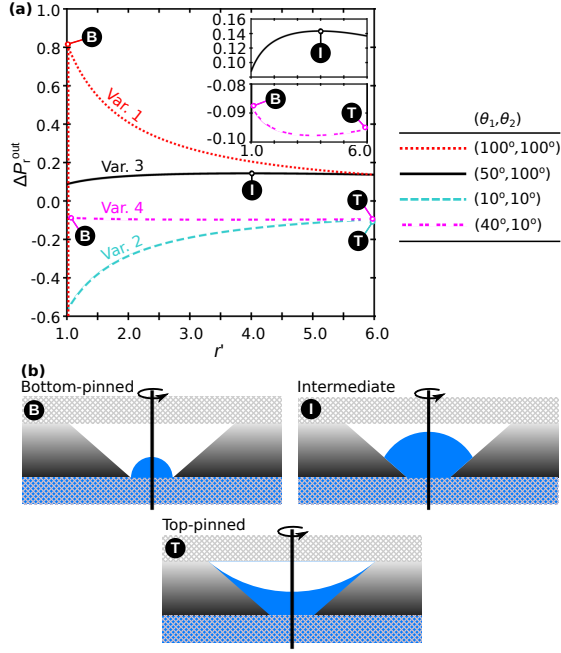 (a)
1.0
0.8
0.6
0.4
0.2
0.0
-0.2
-0.4
-0.6
ΔP_r^out
1.0
2.0
3.0
4.0
5.0
6.0
r'
B
Var. 1
Var. 3
I
Var. 4
B
Var. 2
T
T
0.16
0.14
0.12
0.10
I
-0.08
-0.09
-0.10
B
T
1.0
6.0
(θ₁,θ₂)
(100°,100°)
(50°,100°)
(10°,10°)
(40°,10°)
(b)
Bottom-pinned
B
Intermediate
I
Top-pinned
T